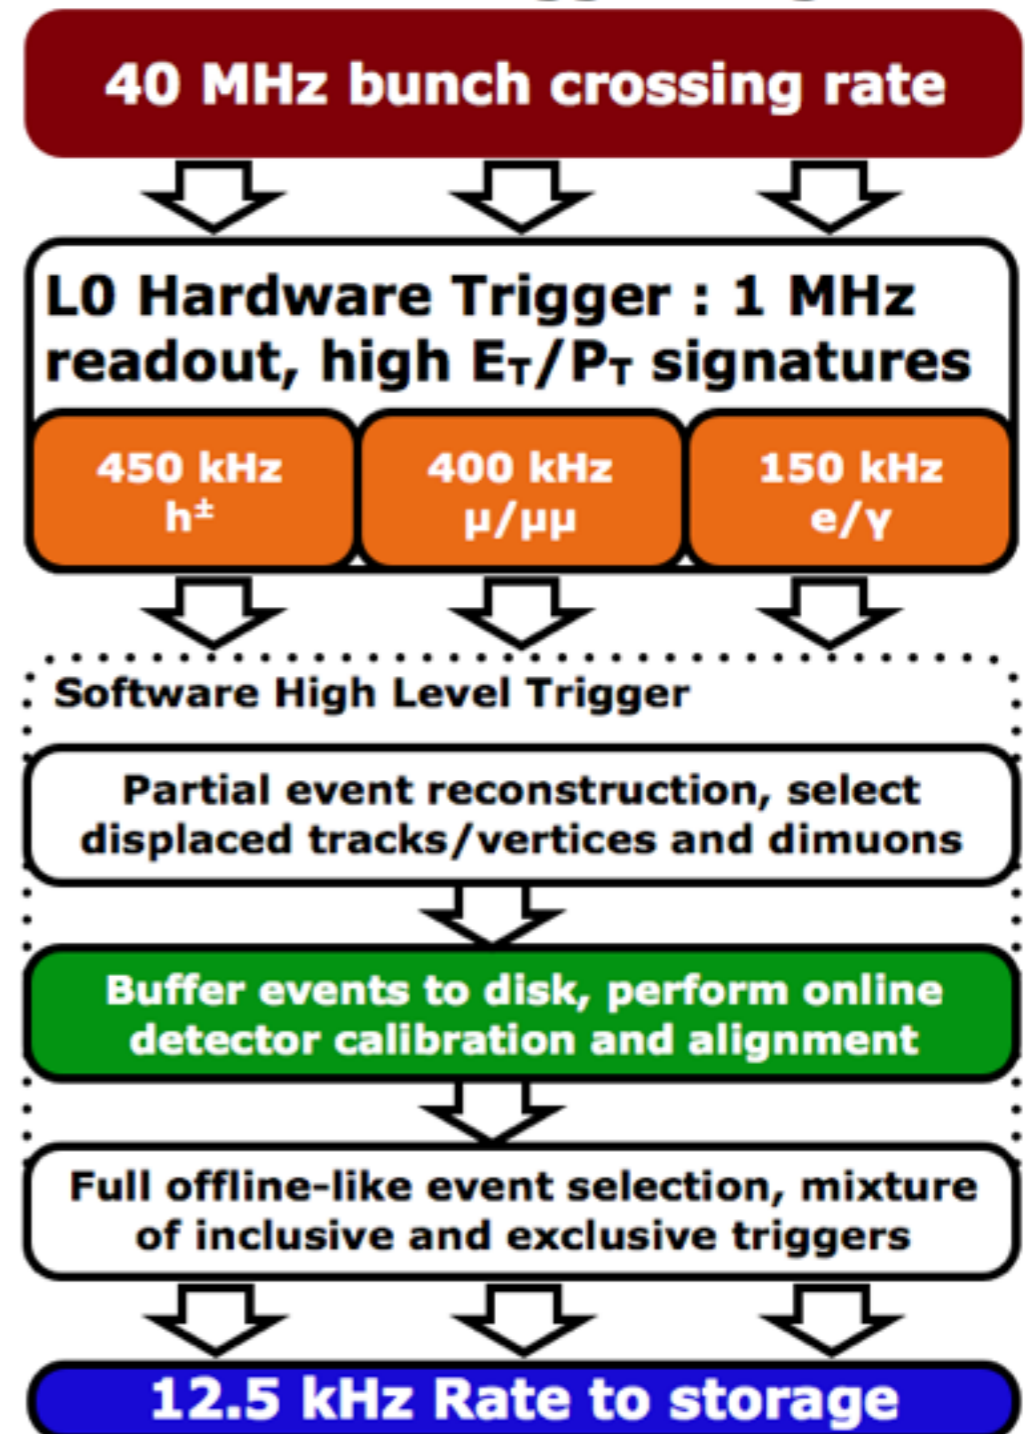 40 MHz bunch crossing rate
L0 Hardware Trigger : 1 MHz
readout, high E_T/P_T signatures
450 kHz
h±
400 kHz
μ/μμ
150 kHz
e/γ
Software High Level Trigger
Partial event reconstruction, select
displaced tracks/vertices and dimuons
Buffer events to disk, perform online
detector calibration and alignment
Full offline-like event selection, mixture
of inclusive and exclusive triggers
12.5 kHz Rate to storage